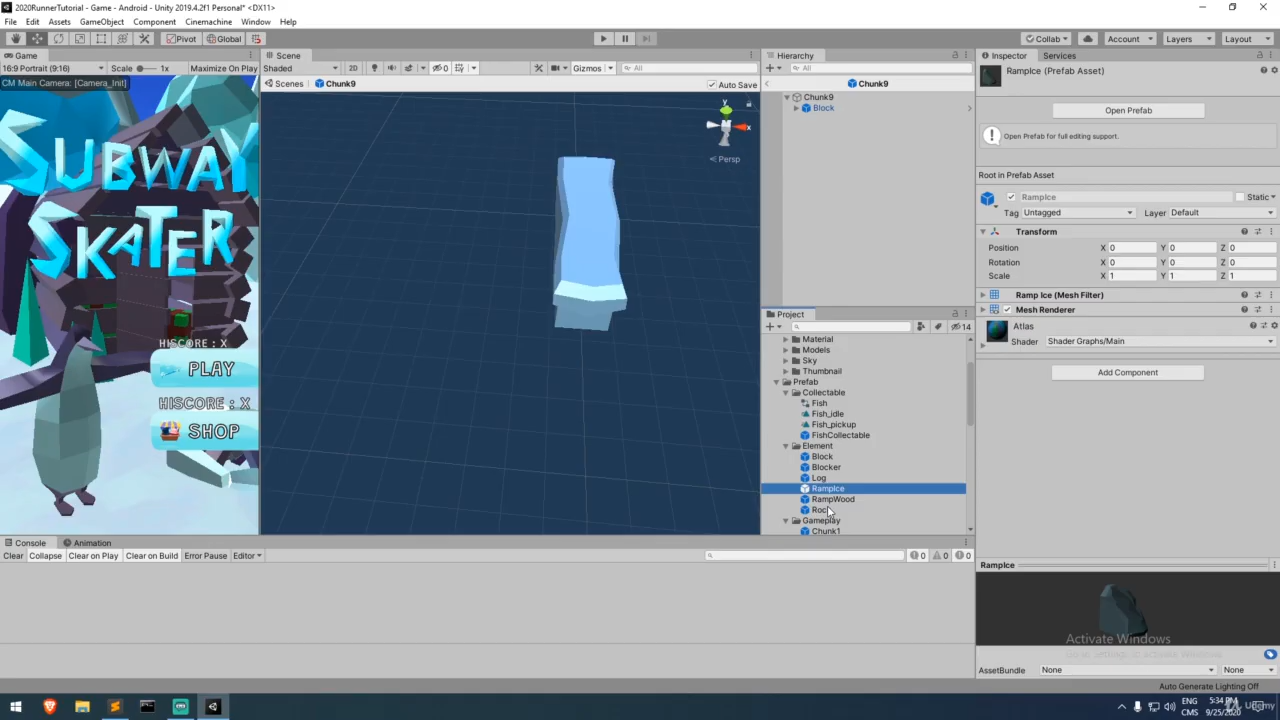 2020RunnerTutorial - Game - Android - Unity 2019.4.2f1 Personal* <DX11>
File Edit Assets GameObject Component Cinemachine Window Help
Pivot Global Collab Account Layers Layout
Game Scene Hierarchy Inspector Services
16:9 Portrait (9:16) Scale 1x Maximize On Play Shaded 2D 0 Gizmos All All
CM Main Camera: [Camera_Init] Scenes Chunk9 Auto Save Chunk9
RampIce (Prefab Asset)
Open Prefab
Open Prefab for full editing support.
Chunk9
Block
y
x
Persp
Root in Prefab Asset
RampIce Static
Tag Untagged Layer Default
Transform
Position X 0 Y 0 Z 0
Rotation X 0 Y 0 Z 0
Scale X 1 Y 1 Z 1
Ramp Ice (Mesh Filter)
Mesh Renderer
Atlas
Shader Shader Graphs/Main
Add Component
SUBWAY
SKATER
HISCORE : X
PLAY
HISCORE : X
SHOP
Project
14
Material
Models
Sky
Thumbnail
Prefab
Collectable
Fish
Fish_idle
Fish_pickup
FishCollectable
Element
Block
Blocker
Log
RampIce
RampWood
Gameplay
Chunk1
Console Animation
Clear Collapse Clear on Play Clear on Build Error Pause Editor 0 0 0
RampIce
Activate Windows
AssetBundle None None
Auto Generate Lighting Off
ENG 5:34 PM
CMS 9/25/2020
Udemy